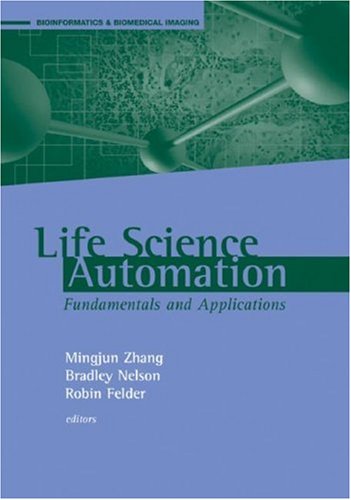 BIOINFORMATICS & BIOMEDICAL IMAGING
Life Science
Automation
Fundamentals and Applications
Mingjun Zhang
Bradley Nelson
Robin Felder
editors